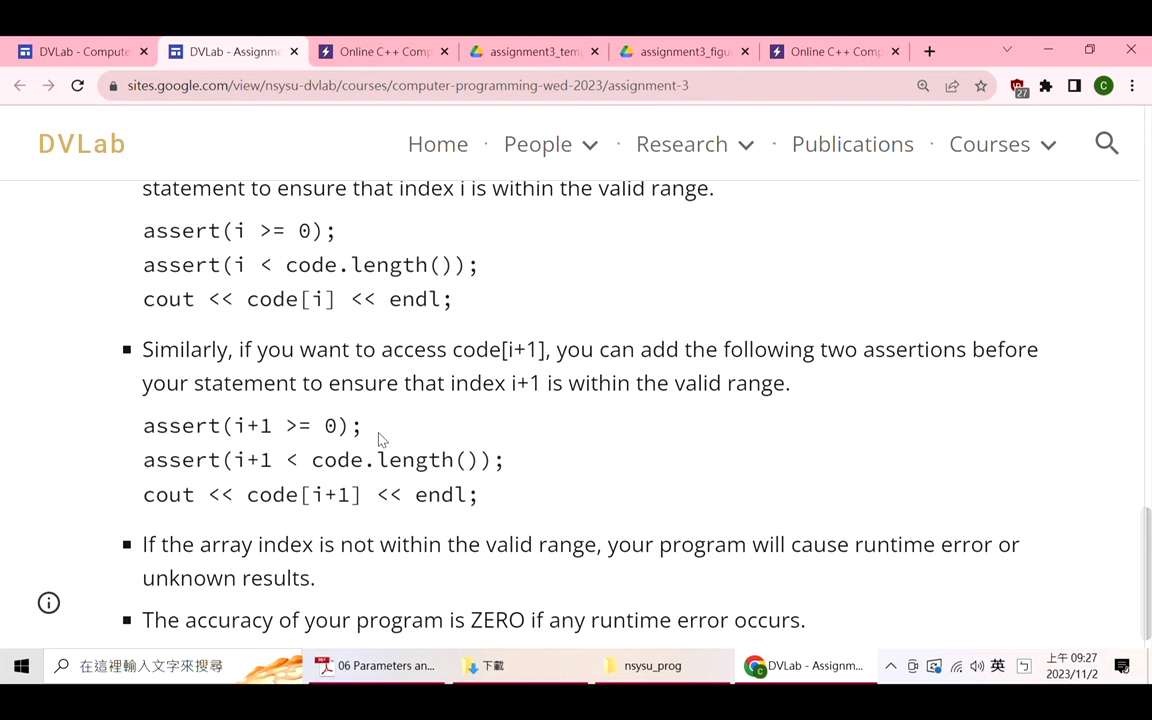 DVLab - Compute
DVLab - Assignme
Online C++ Comp
assignment3_tem
assignment3_figu
Online C++ Comp
sites.google.com/view/nsysu-dvlab/courses/computer-programming-wed-2023/assignment-3
27
C
DVLab
Home · People · Research · Publications · Courses
statement to ensure that index i is within the valid range.
assert(i >= 0);
assert(i < code.length());
cout << code[i] << endl;
▪ Similarly, if you want to access code[i+1], you can add the following two assertions before
your statement to ensure that index i+1 is within the valid range.
assert(i+1 >= 0);
assert(i+1 < code.length());
cout << code[i+1] << endl;
▪ If the array index is not within the valid range, your program will cause runtime error or
unknown results.
▪ The accuracy of your program is ZERO if any runtime error occurs.
在這裡輸入文字來搜尋
06 Parameters an...
下載
nsysu_prog
DVLab - Assignm...
英
上午 09:27
2023/11/2